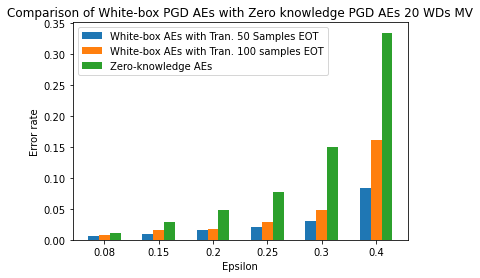 Comparison of White-box PGD AEs with Zero knowledge PGD AEs 20 WDs MV
White-box AEs with Tran. 50 Samples EOT
White-box AEs with Tran. 100 samples EOT
Zero-knowledge AEs
Error rate
0.35
0.30
0.25
0.20
0.15
0.10
0.05
0.00
0.08 0.15 0.2 0.25 0.3 0.4
Epsilon